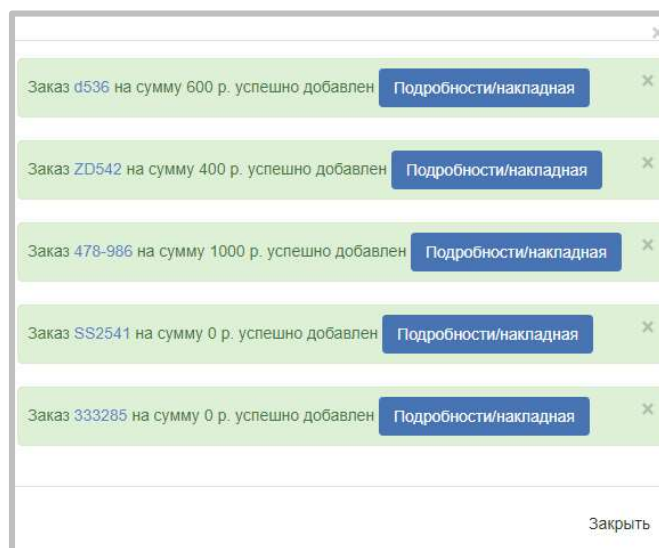 Заказ d536 на сумму 600 р. успешно добавлен Подробности/накладная ×
Заказ ZD542 на сумму 400 р. успешно добавлен Подробности/накладная ×
Заказ 478-986 на сумму 1000 р. успешно добавлен Подробности/накладная ×
Заказ SS2541 на сумму 0 р. успешно добавлен Подробности/накладная ×
Заказ 333285 на сумму 0 р. успешно добавлен Подробности/накладная ×
Закрыть